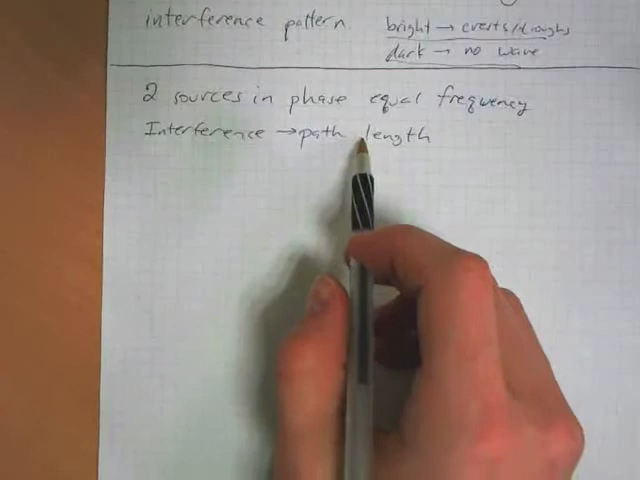 interference pattern
bright → crests/troughs
dark → no wave
2 sources in phase equal frequency
Interference → path length